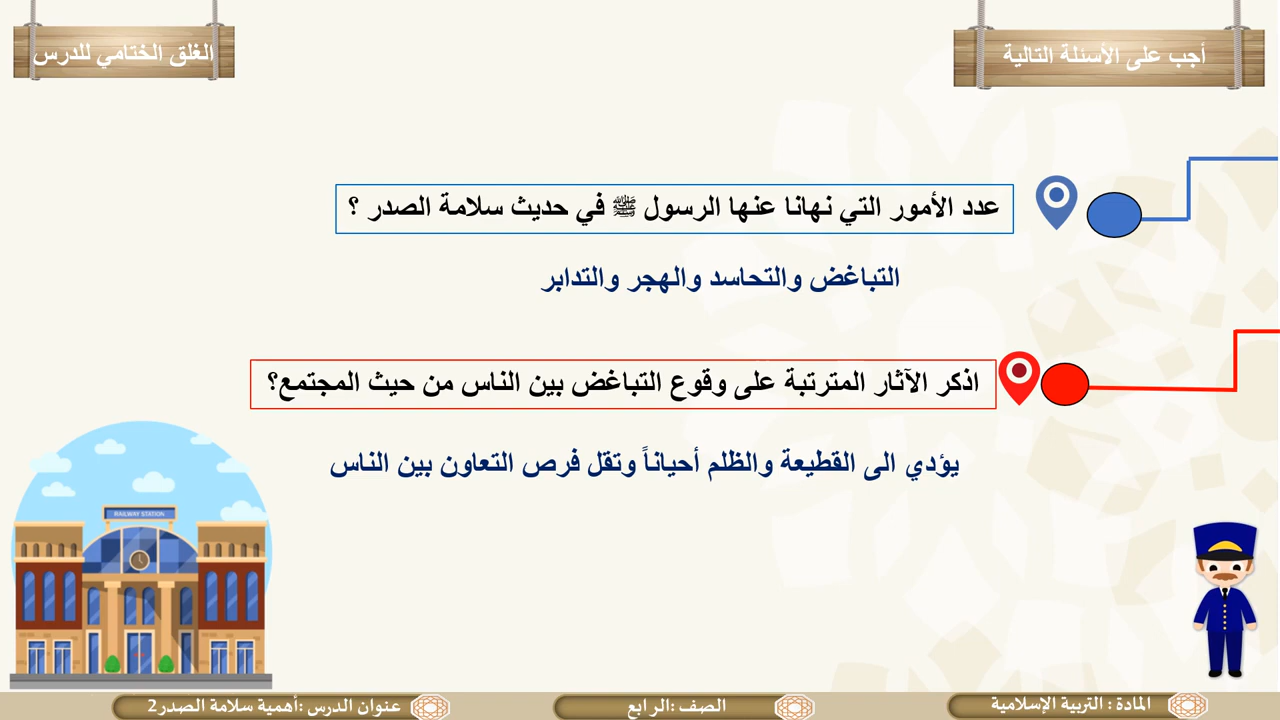 أجب على الأسئلة التالية
الغلق الختامي للدرس
عدد الأمور التي نهانا عنها الرسول ﷺ في حديث سلامة الصدر ؟
التباغض والتحاسد والهجر والتدابر
اذكر الآثار المترتبة على وقوع التباغض بين الناس من حيث المجتمع؟
يؤدي الى القطيعة والظلم أحياناً وتقل فرص التعاون بين الناس
RAILWAY STATION
المادة : التربية الإسلامية
الصف :الرابع
عنوان الدرس :أهمية سلامة الصدر2